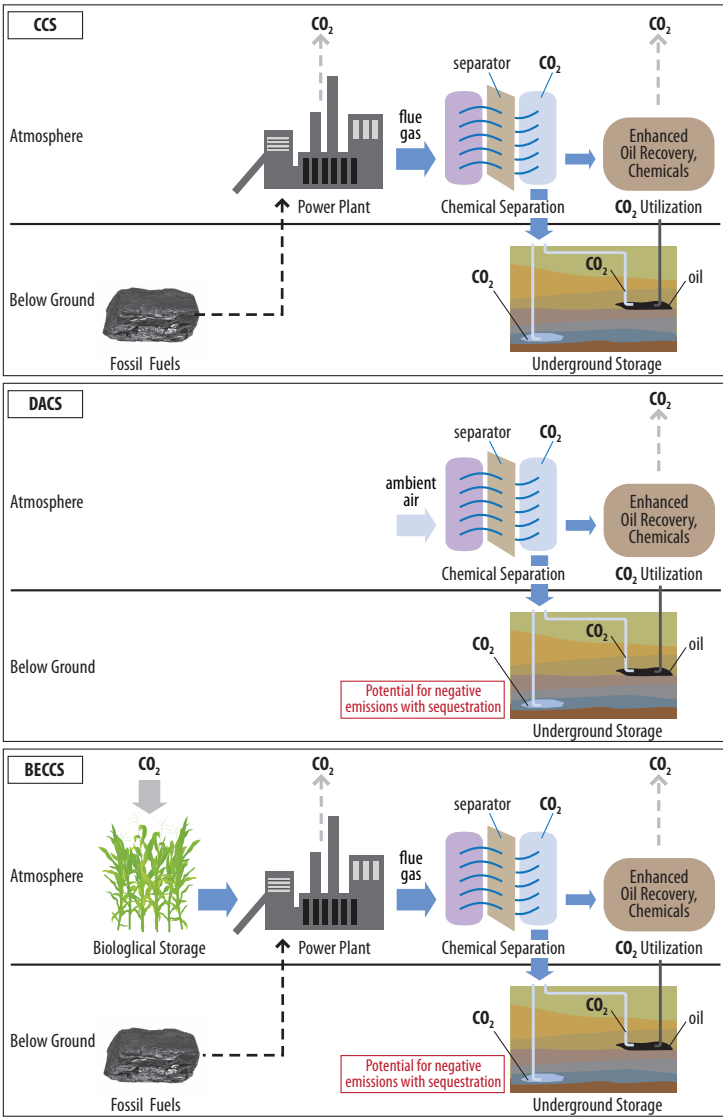 CCS
CO₂
CO₂
separator
CO₂
Atmosphere
flue
gas
Enhanced
Oil Recovery,
Chemicals
Power Plant
Chemical Separation
CO₂ Utilization
Below Ground
CO₂
CO₂
oil
Fossil Fuels
Underground Storage
DACS
CO₂
separator
CO₂
Atmosphere
ambient
air
Enhanced
Oil Recovery,
Chemicals
Chemical Separation
CO₂ Utilization
Below Ground
CO₂
CO₂
oil
Potential for negative
emissions with sequestration
Underground Storage
BECCS
CO₂
CO₂
CO₂
separator
CO₂
Atmosphere
flue
gas
Enhanced
Oil Recovery,
Chemicals
Biologlical Storage
Power Plant
Chemical Separation
CO₂ Utilization
Below Ground
CO₂
CO₂
oil
Potential for negative
emissions with sequestration
Fossil Fuels
Underground Storage